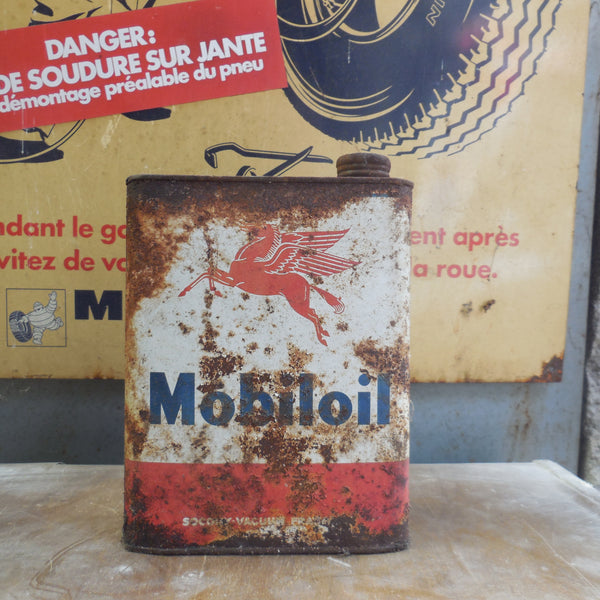 DANGER:
DE SOUDURE SUR JANTE
démontage préalable du pneu
ndant le
ent après
vitez de
a roue.
M
Mobiloil
SOCONY-VACUUM